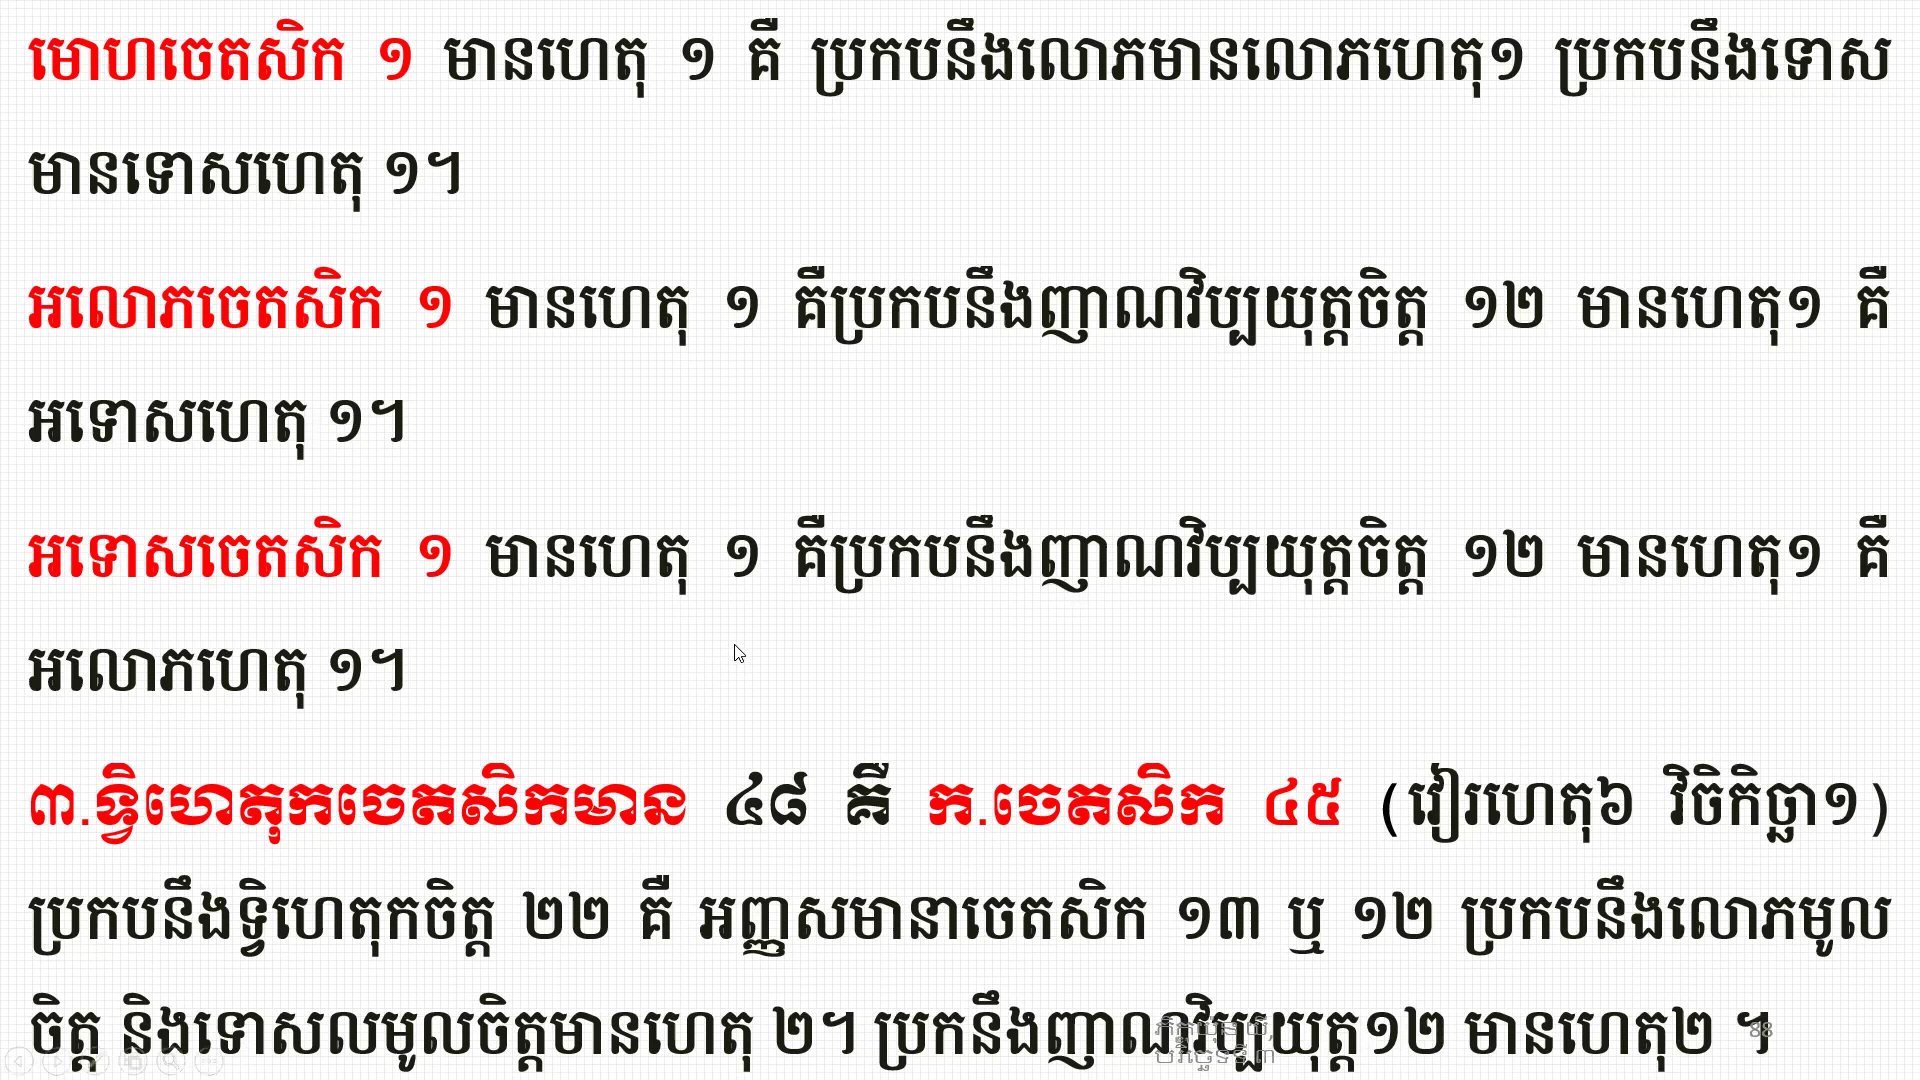 មោហចេតសិក ១ មានហេតុ ១ គឺ ប្រកបនឹងលោភមានលោភហេតុ១ ប្រកបនឹងទោស
មានទោសហេតុ ១។
អលោភចេតសិក ១ មានហេតុ ១ គឺប្រកបនឹងញាណវិប្បយុត្តចិត្ត ១២ មានហេតុ១ គឺ
អទោសហេតុ ១។
អទោសចេតសិក ១ មានហេតុ ១ គឺប្រកបនឹងញាណវិប្បយុត្តចិត្ត ១២ មានហេតុ១ គឺ
អលោភហេតុ ១។
៣.ទ្វិហេតុកចេតសិកមាន ៤៨ គឺ ក.ចេតសិក ៤៥ (វៀរហេតុ៦ វិចិកិច្ឆា១)
ប្រកបនឹងទ្វិហេតុកចិត្ត ២២ គឺ អញ្ញសមានាចេតសិក ១៣ ឬ ១២ ប្រកបនឹងលោភមូល
ចិត្ត និងទោសលមូលចិត្តមានហេតុ ២។ ប្រកនឹងញាណវិប្បយុត្ត១២ មានហេតុ២ ។
បរិច្ឆេទទី ៣